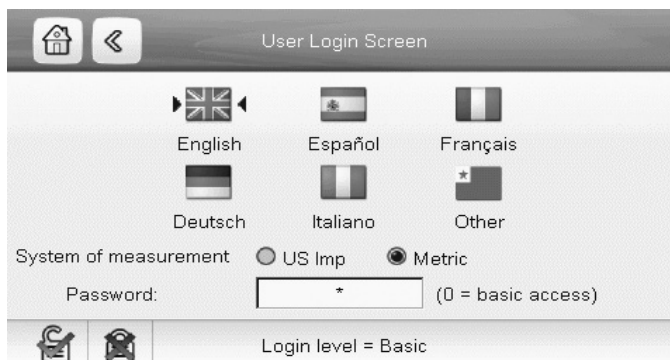 User Login Screen
English Español Français
Deutsch Italiano Other
System of measurement US Imp Metric
Password: * (0 = basic access)
Login level = Basic